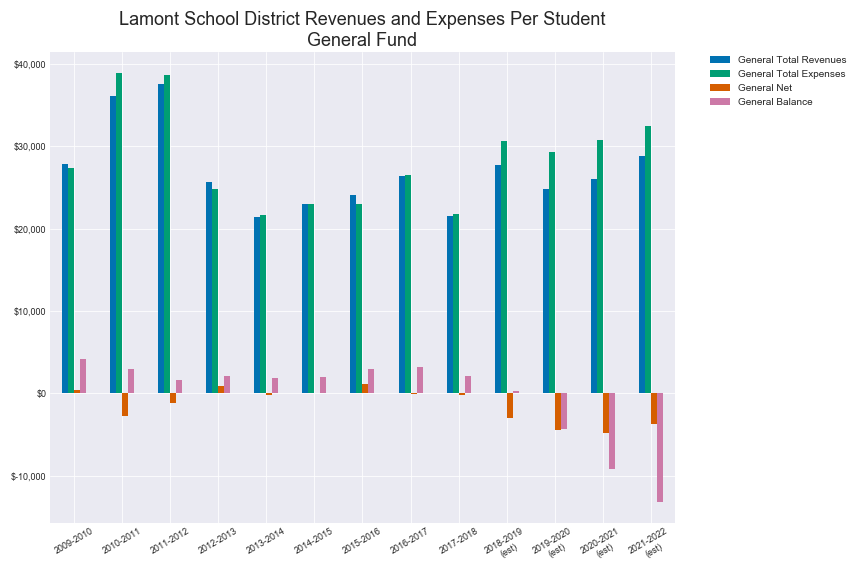 Lamont School District Revenues and Expenses Per Student
General Fund
General Total Revenues
General Total Expenses
General Net
General Balance
$40,000
$30,000
$20,000
$10,000
$0
$-10,000
2009-2010
2010-2011
2011-2012
2012-2013
2013-2014
2014-2015
2015-2016
2016-2017
2017-2018
2018-2019
(est)
2019-2020
(est)
2020-2021
(est)
2021-2022
(est)